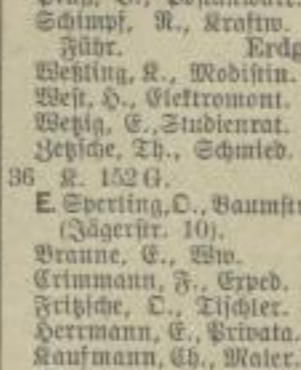 Schimpf, R., Kraftw.
Führ. Erdg
Weßling, K., Modistin.
West, H., Elektromont.
Wetzig, E., Studienrat.
Zetzsche, Th., Schmied.
36 K. 152 G.
E. Sperling, O., Baumstr
(Jägerstr. 10).
Braune, E., Ww.
Crimmann, F., Exped.
Fritzsche, O., Tischler.
Herrmann, E., Privata.
Kaufmann, Ch., Maler.